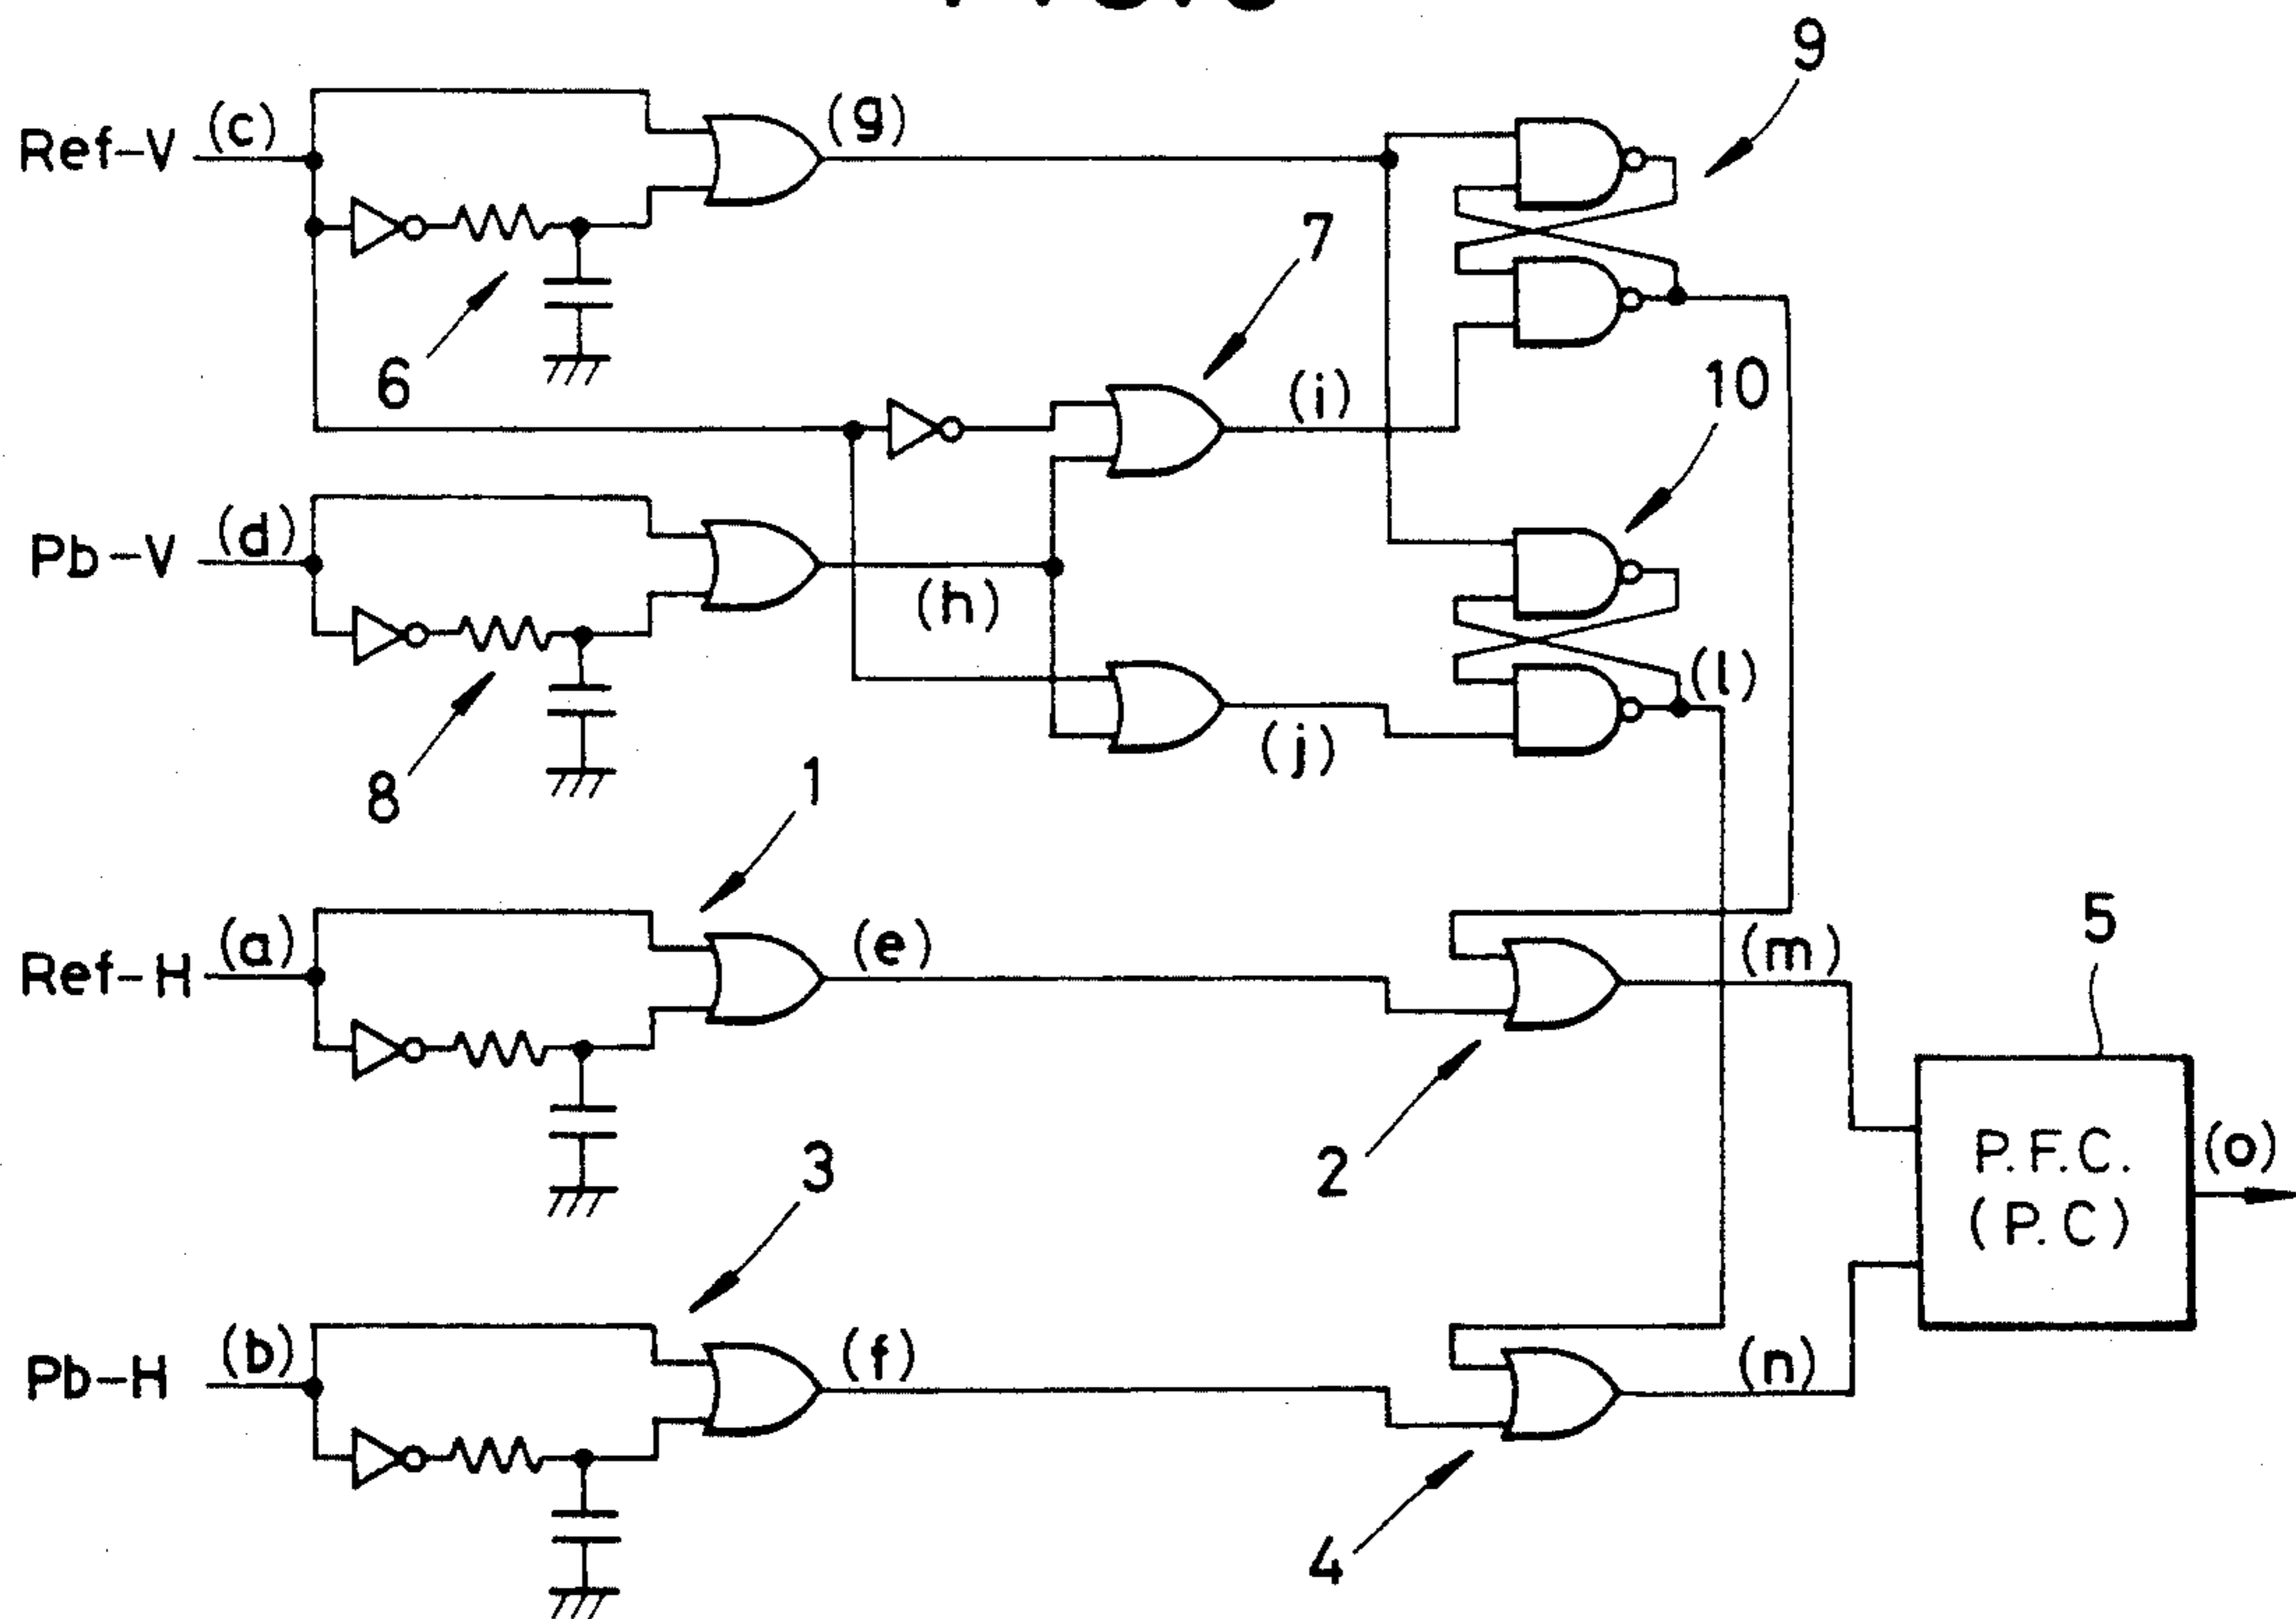 9
Ref-V (c)
(g)
7
6
(i)
10
Pb-V (d)
(h)
(l)
8
(j)
1
Ref-H (a)
(e)
(m)
5
3
2
P.F.C.
(P.C)
(o)
Pb-H (b)
(f)
(n)
4